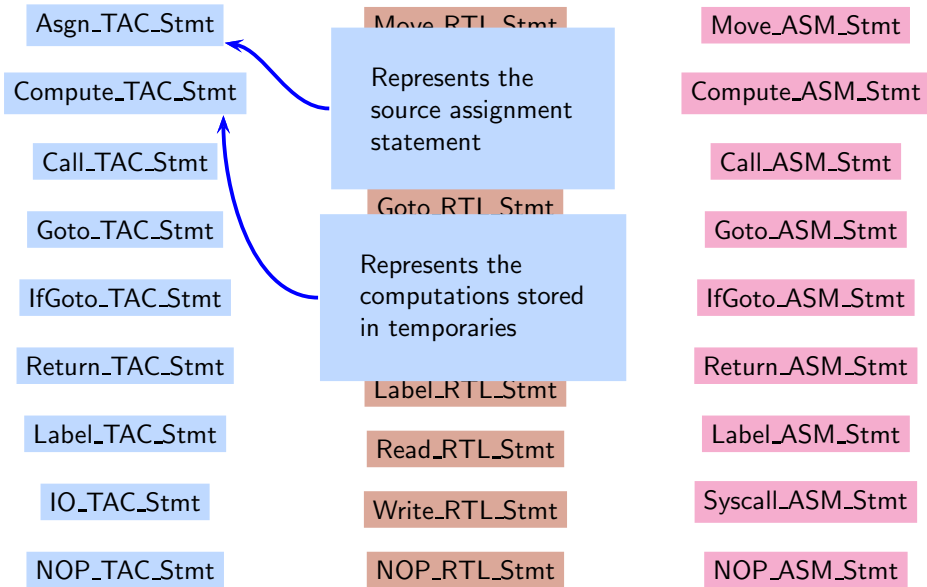 Asgn_TAC_Stmt
Compute_TAC_Stmt
Call_TAC_Stmt
Goto_TAC_Stmt
IfGoto_TAC_Stmt
Return_TAC_Stmt
Label_TAC_Stmt
IO_TAC_Stmt
NOP_TAC_Stmt
Move_RTL_Stmt
Represents the
source assignment
statement
Goto_RTL_Stmt
Represents the
computations stored
in temporaries
Label_RTL_Stmt
Read_RTL_Stmt
Write_RTL_Stmt
NOP_RTL_Stmt
Move_ASM_Stmt
Compute_ASM_Stmt
Call_ASM_Stmt
Goto_ASM_Stmt
IfGoto_ASM_Stmt
Return_ASM_Stmt
Label_ASM_Stmt
Syscall_ASM_Stmt
NOP_ASM_Stmt